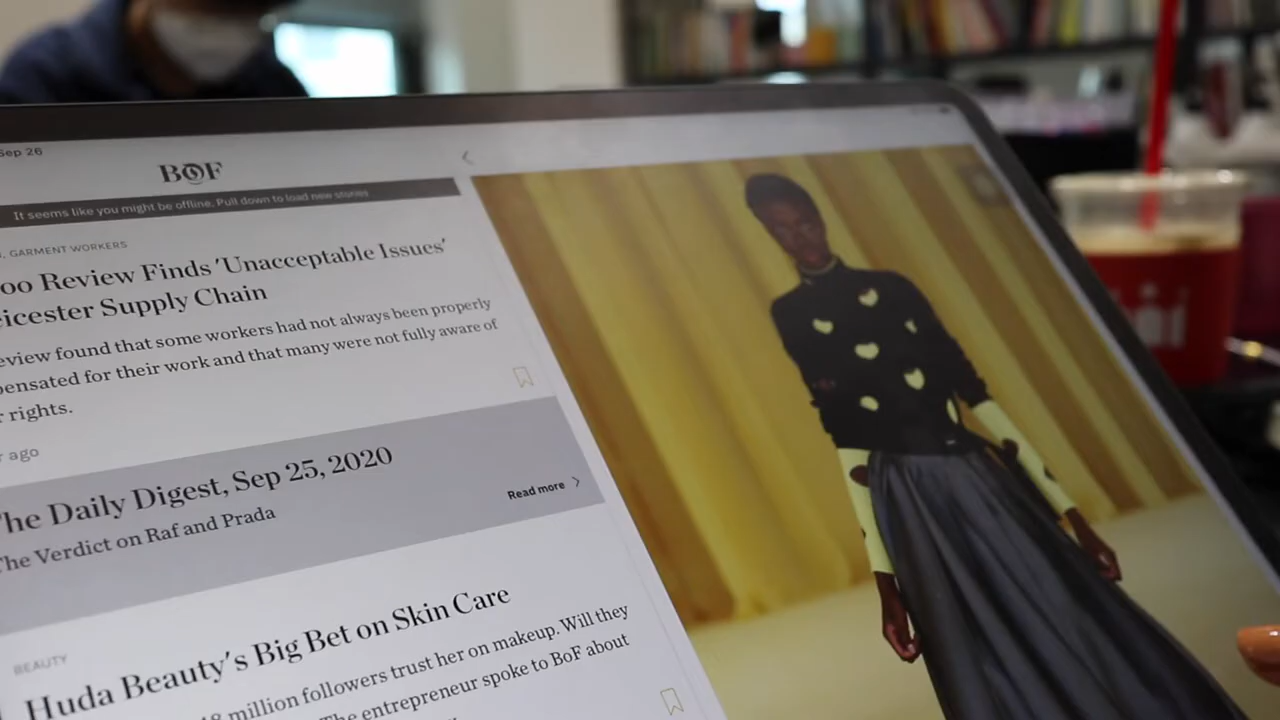 Sep 26
BOF
It seems like you might be offline. Pull down to load new stories
GARMENT WORKERS
oo Review Finds 'Unacceptable Issues'
eicester Supply Chain
eview found that some workers had not always been properly
pensated for their work and that many were not fully aware of
r rights.
r ago
The Daily Digest, Sep 25, 2020
The Verdict on Raf and Prada
Read more
BEAUTY
Huda Beauty's Big Bet on Skin Care
48 million followers trust her on makeup. Will they
The entrepreneur spoke to BoF about